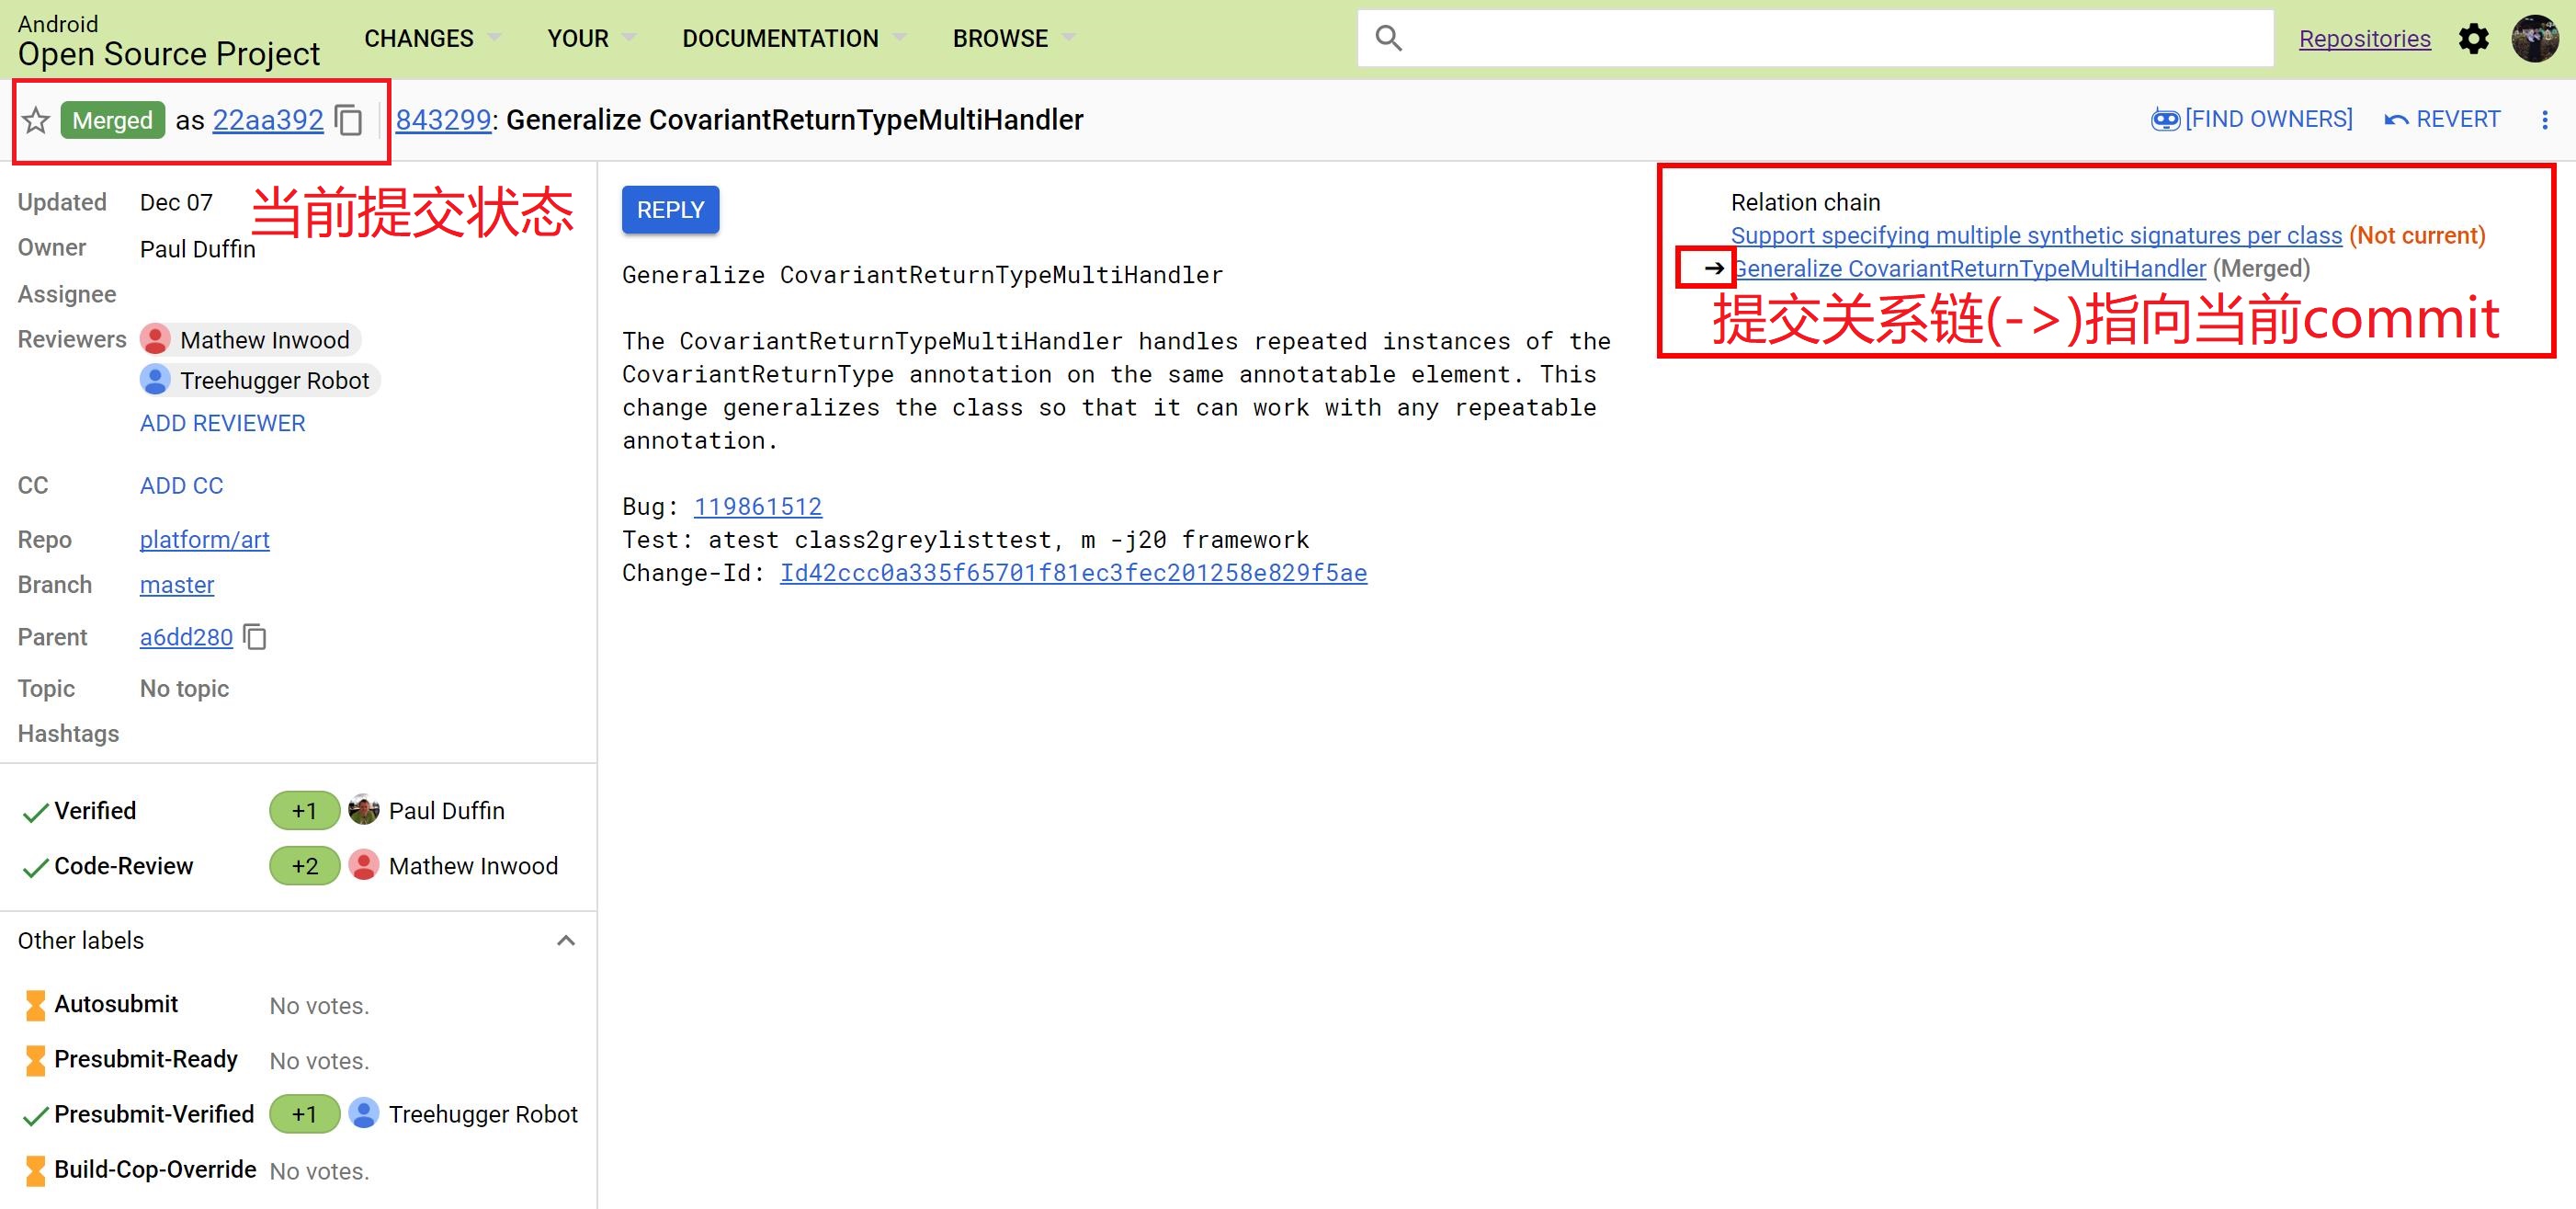 Android
Open Source Project
CHANGES
YOUR
DOCUMENTATION
BROWSE
Repositories
Merged as 22aa392
843299: Generalize CovariantReturnTypeMultiHandler
[FIND OWNERS]
REVERT
Updated Dec 07
当前提交状态
Owner Paul Duffin
Assignee
Reviewers Mathew Inwood
Treehugger Robot
ADD REVIEWER
CC ADD CC
Repo platform/art
Branch master
Parent a6dd280
Topic No topic
Hashtags
Verified +1 Paul Duffin
Code-Review +2 Mathew Inwood
Other labels
Autosubmit No votes.
Presubmit-Ready No votes.
Presubmit-Verified +1 Treehugger Robot
Build-Cop-Override No votes.
REPLY
Generalize CovariantReturnTypeMultiHandler
The CovariantReturnTypeMultiHandler handles repeated instances of the
CovariantReturnType annotation on the same annotatable element. This
change generalizes the class so that it can work with any repeatable
annotation.
Bug: 119861512
Test: atest class2greylisttest, m -j20 framework
Change-Id: Id42ccc0a335f65701f81ec3fec201258e829f5ae
Relation chain
Support specifying multiple synthetic signatures per class (Not current)
➔ Generalize CovariantReturnTypeMultiHandler (Merged)
提交关系链(->)指向当前commit